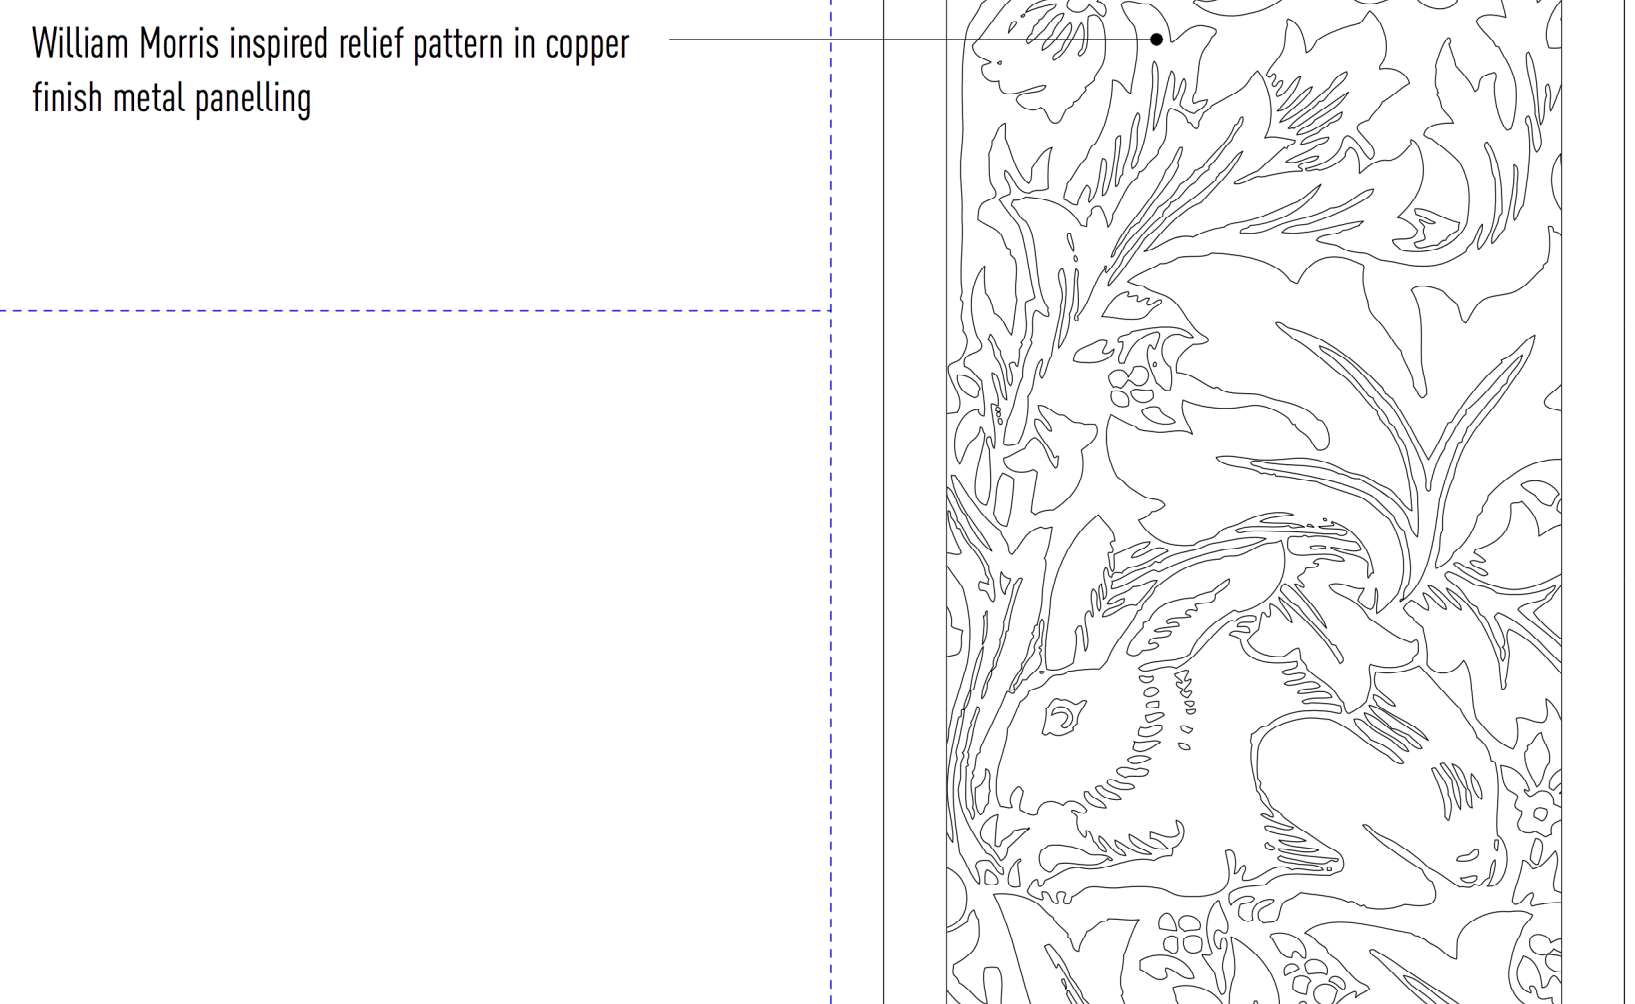 William Morris inspired relief pattern in copper
finish metal panelling